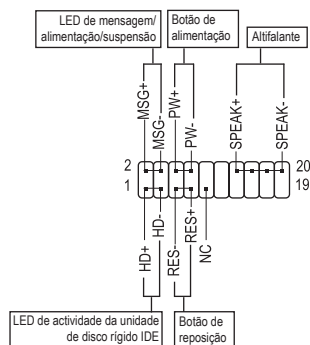 LED de mensagem/
alimentação/suspensão
Botão de
alimentação
Altifalante
MSG+
MSG-
PW+
PW-
SPEAK+
SPEAK-
2
20
1
19
HD+
HD-
RES-
RES+
NC
LED de actividade da unidade
de disco rígido IDE
Botão de
reposição